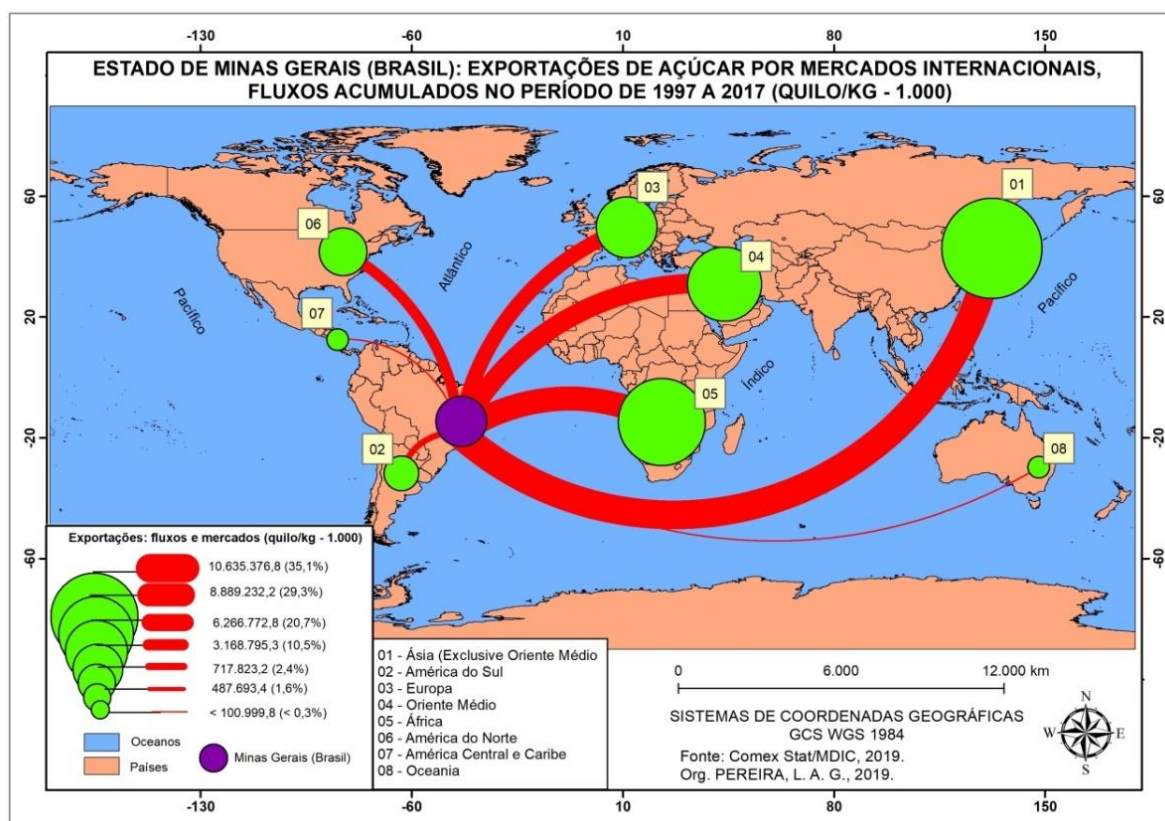 -130 -60 10 80 150
ESTADO DE MINAS GERAIS (BRASIL): EXPORTAÇÕES DE AÇÚCAR POR MERCADOS INTERNACIONAIS,
FLUXOS ACUMULADOS NO PERÍODO DE 1997 A 2017 (QUILO/KG - 1.000)
60 60
20 20
-20 -20
-60 -60
01
03
06
04
07
05
02
08
Pacífico
Atlântico
Índico
Pacífico
Exportações: fluxos e mercados (quilo/kg - 1.000)
10.635.376,8 (35,1%)
8.889.232,2 (29,3%)
6.266.772,8 (20,7%)
3.168.795,3 (10,5%)
717.823,2 (2,4%)
487.693,4 (1,6%)
< 100.999,8 (< 0,3%)
Oceanos
Países
Minas Gerais (Brasil)
01 - Ásia (Exclusive Oriente Médio
02 - América do Sul
03 - Europa
04 - Oriente Médio
05 - África
06 - América do Norte
07 - América Central e Caribe
08 - Oceania
0 6.000 12.000 km
SISTEMAS DE COORDENADAS GEOGRÁFICAS
GCS WGS 1984
Fonte: Comex Stat/MDIC, 2019.
Org. PEREIRA, L. A. G., 2019.
N
W E
S
-130 -60 10 80 150